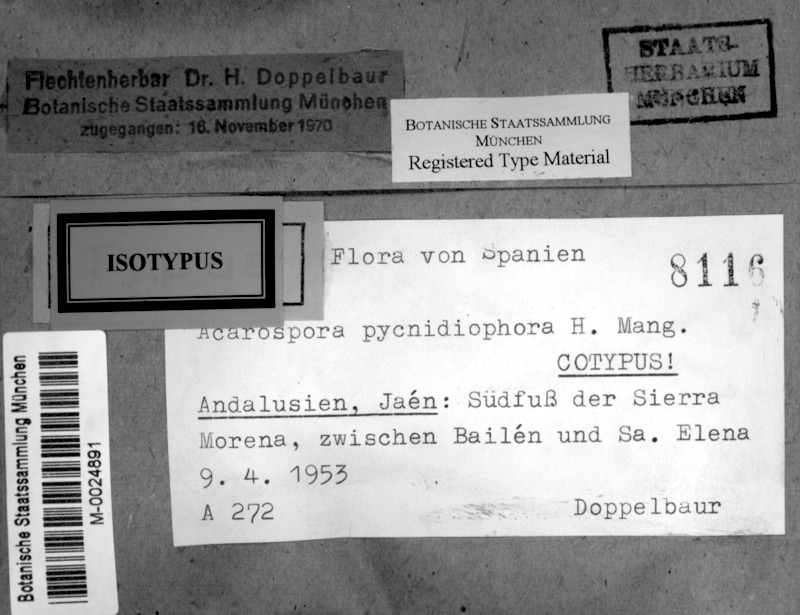 Flechtenherbar Dr. H. Doppelbaur
Botanische Staatssammlung München
zugegangen: 16. November 1970
STAATS-
HERBARIUM
MÜNCHEN
BOTANISCHE STAATSSAMMLUNG
MÜNCHEN
Registered Type Material
ISOTYPUS
Flora von Spanien
8116
Acarospora pycnidiophora H. Mang.
COTYPUS!
Andalusien, Jaén: Südfuß der Sierra
Morena, zwischen Bailén und Sa. Elena
9. 4. 1953
A 272 Doppelbaur
Botanische Staatssammlung München
M-0024891